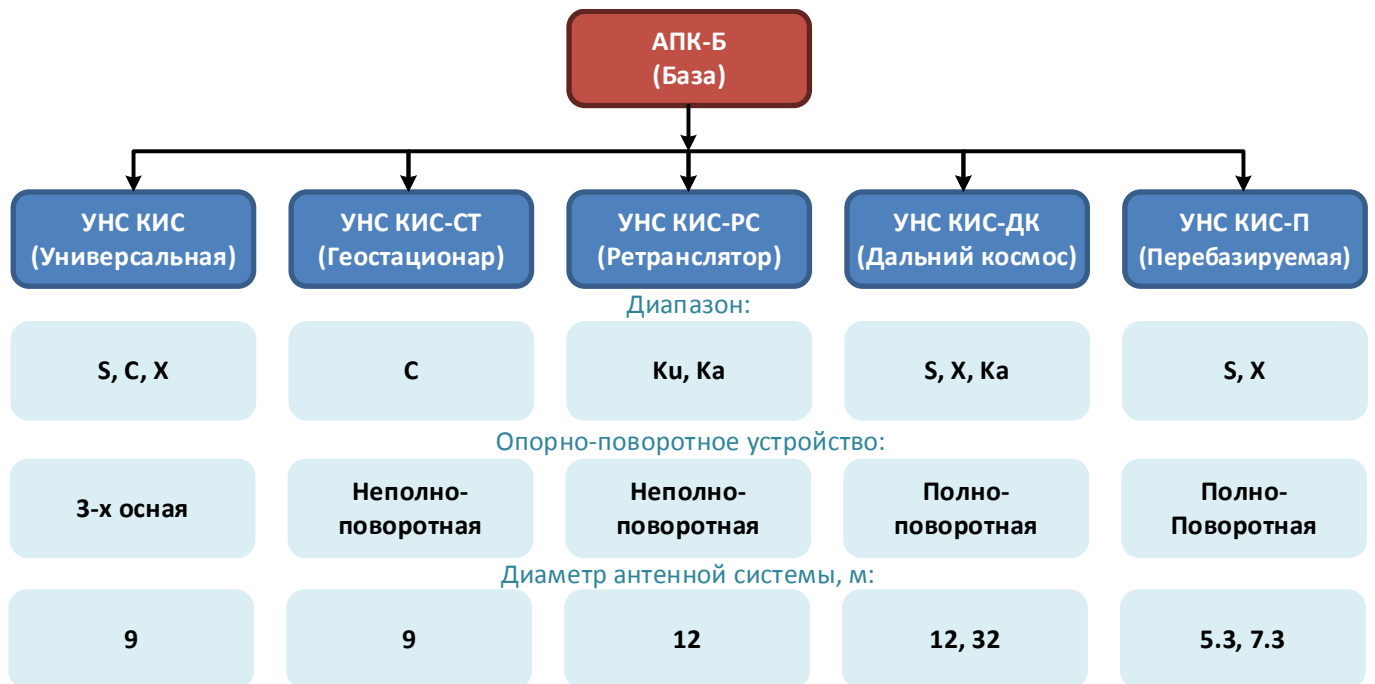 АПК-Б
(База)
УНС КИС
(Универсальная)
УНС КИС-СТ
(Геостационар)
УНС КИС-РС
(Ретранслятор)
УНС КИС-ДК
(Дальний космос)
УНС КИС-П
(Перебазируемая)
Диапазон:
S, C, X
C
Ku, Ka
S, X, Ka
S, X
Опорно-поворотное устройство:
3-х осная
Неполно-
поворотная
Неполно-
поворотная
Полно-
поворотная
Полно-
Поворотная
Диаметр антенной системы, м:
9
9
12
12, 32
5.3, 7.3